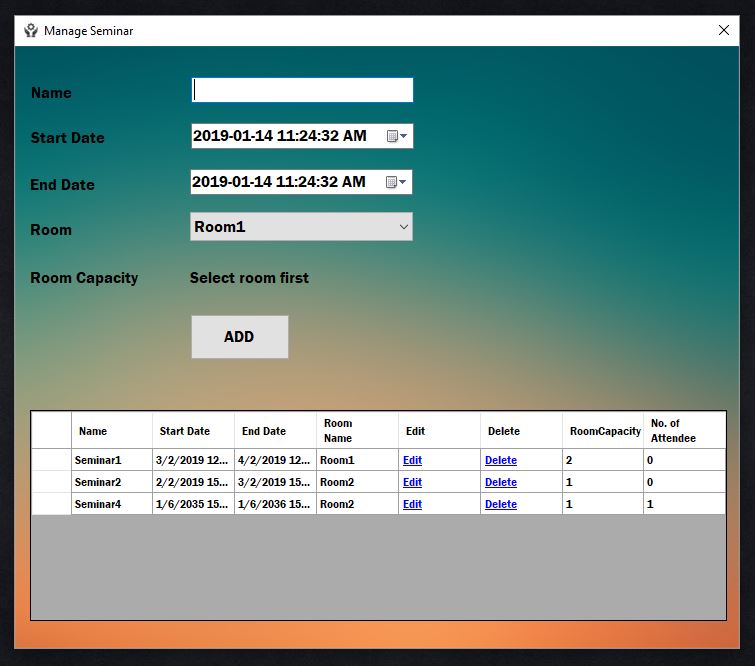 Manage Seminar
Name
Start Date 2019-01-14 11:24:32 AM
End Date 2019-01-14 11:24:32 AM
Room Room1
Room Capacity Select room first
ADD
Name Start Date End Date Room Name Edit Delete RoomCapacity No. of Attendee
Seminar1 3/2/2019 12... 4/2/2019 12... Room1 Edit Delete 2 0
Seminar2 2/2/2019 15... 3/2/2019 15... Room2 Edit Delete 1 0
Seminar4 1/6/2035 15... 1/6/2036 15... Room2 Edit Delete 1 1